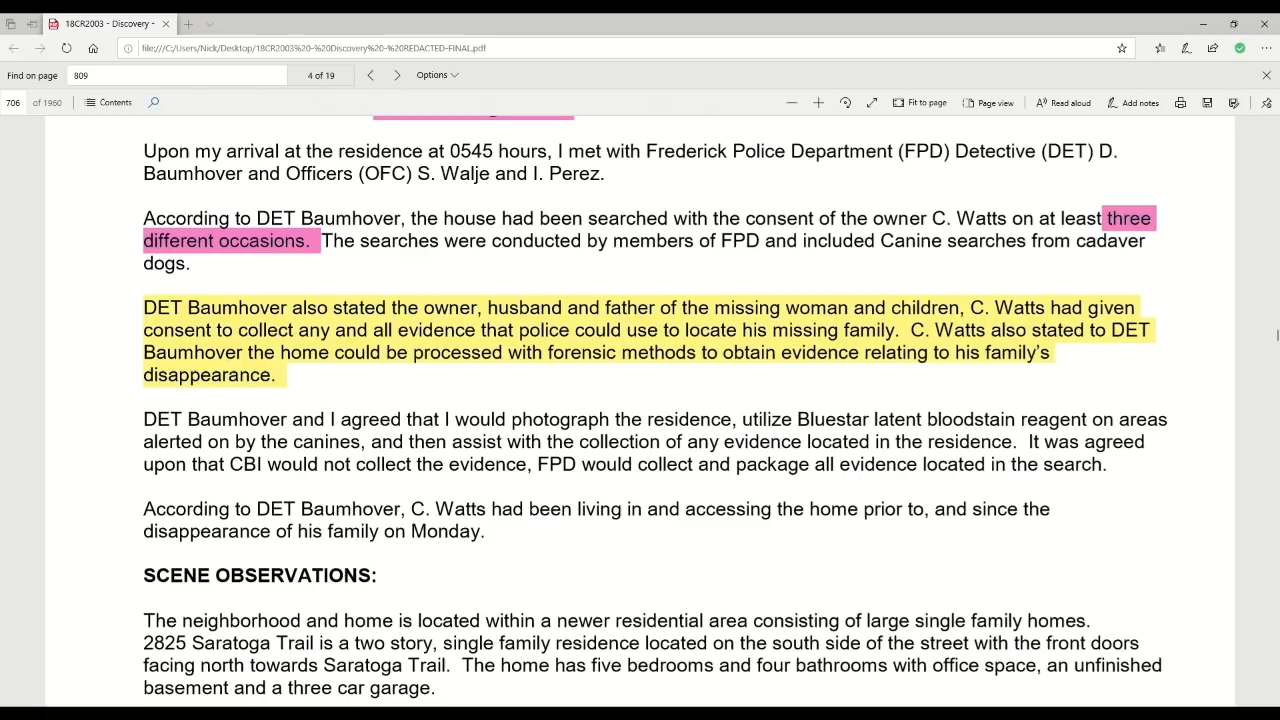 18CR2003 - Discovery -
file:///C:/Users/Nick/Desktop/18CR2003%20-%20Discovery%20-%20REDACTED-FINAL.pdf
Find on page 809 4 of 19 Options
706 of 1960 Contents Fit to page Page view Read aloud Add notes
Upon my arrival at the residence at 0545 hours, I met with Frederick Police Department (FPD) Detective (DET) D.
Baumhover and Officers (OFC) S. Walje and I. Perez.
According to DET Baumhover, the house had been searched with the consent of the owner C. Watts on at least three
different occasions. The searches were conducted by members of FPD and included Canine searches from cadaver
dogs.
DET Baumhover also stated the owner, husband and father of the missing woman and children, C. Watts had given
consent to collect any and all evidence that police could use to locate his missing family. C. Watts also stated to DET
Baumhover the home could be processed with forensic methods to obtain evidence relating to his family's
disappearance.
DET Baumhover and I agreed that I would photograph the residence, utilize Bluestar latent bloodstain reagent on areas
alerted on by the canines, and then assist with the collection of any evidence located in the residence. It was agreed
upon that CBI would not collect the evidence, FPD would collect and package all evidence located in the search.
According to DET Baumhover, C. Watts had been living in and accessing the home prior to, and since the
disappearance of his family on Monday.
SCENE OBSERVATIONS:
The neighborhood and home is located within a newer residential area consisting of large single family homes.
2825 Saratoga Trail is a two story, single family residence located on the south side of the street with the front doors
facing north towards Saratoga Trail. The home has five bedrooms and four bathrooms with office space, an unfinished
basement and a three car garage.